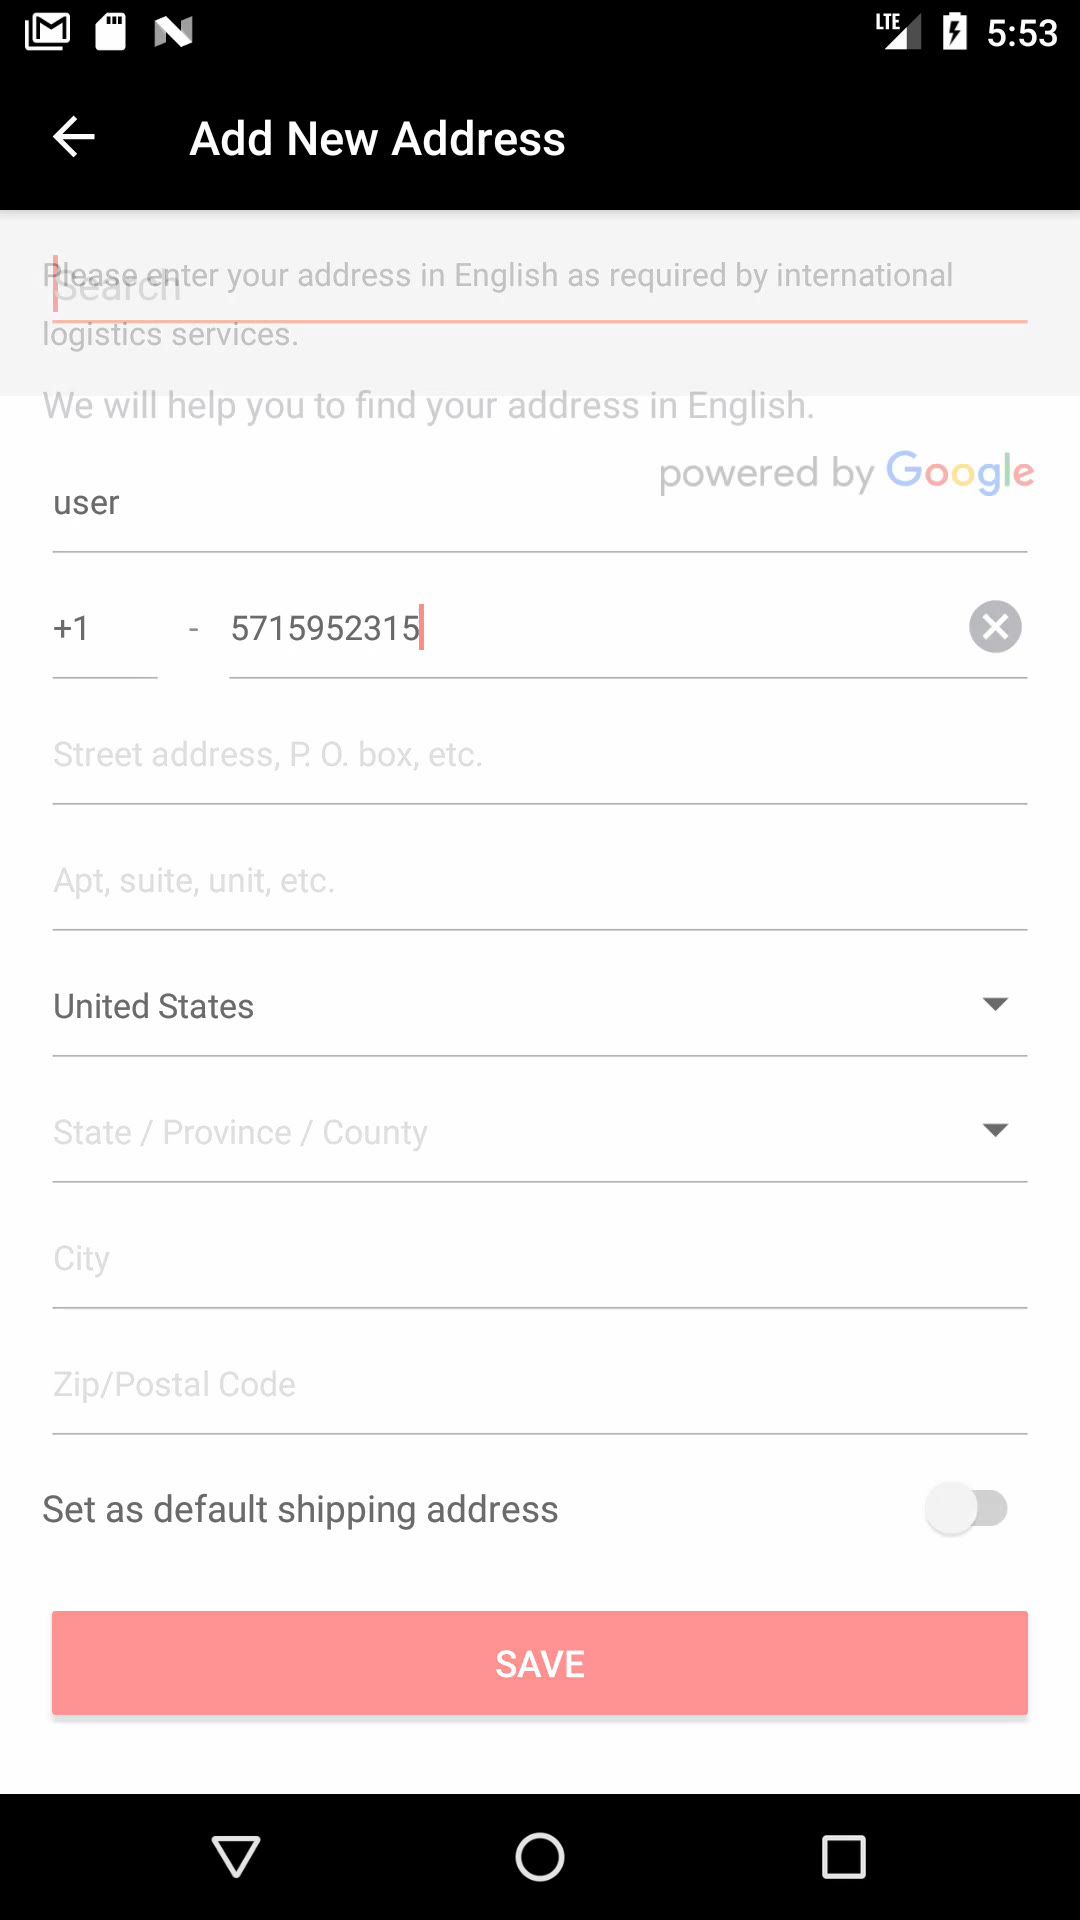 LTE 5:53
Add New Address
Please enter your address in English as required by international
Search
logistics services.
We will help you to find your address in English.
powered by Google
user
+1 - 5715952315
Street address, P. O. box, etc.
Apt, suite, unit, etc.
United States
State / Province / County
City
Zip/Postal Code
Set as default shipping address
SAVE